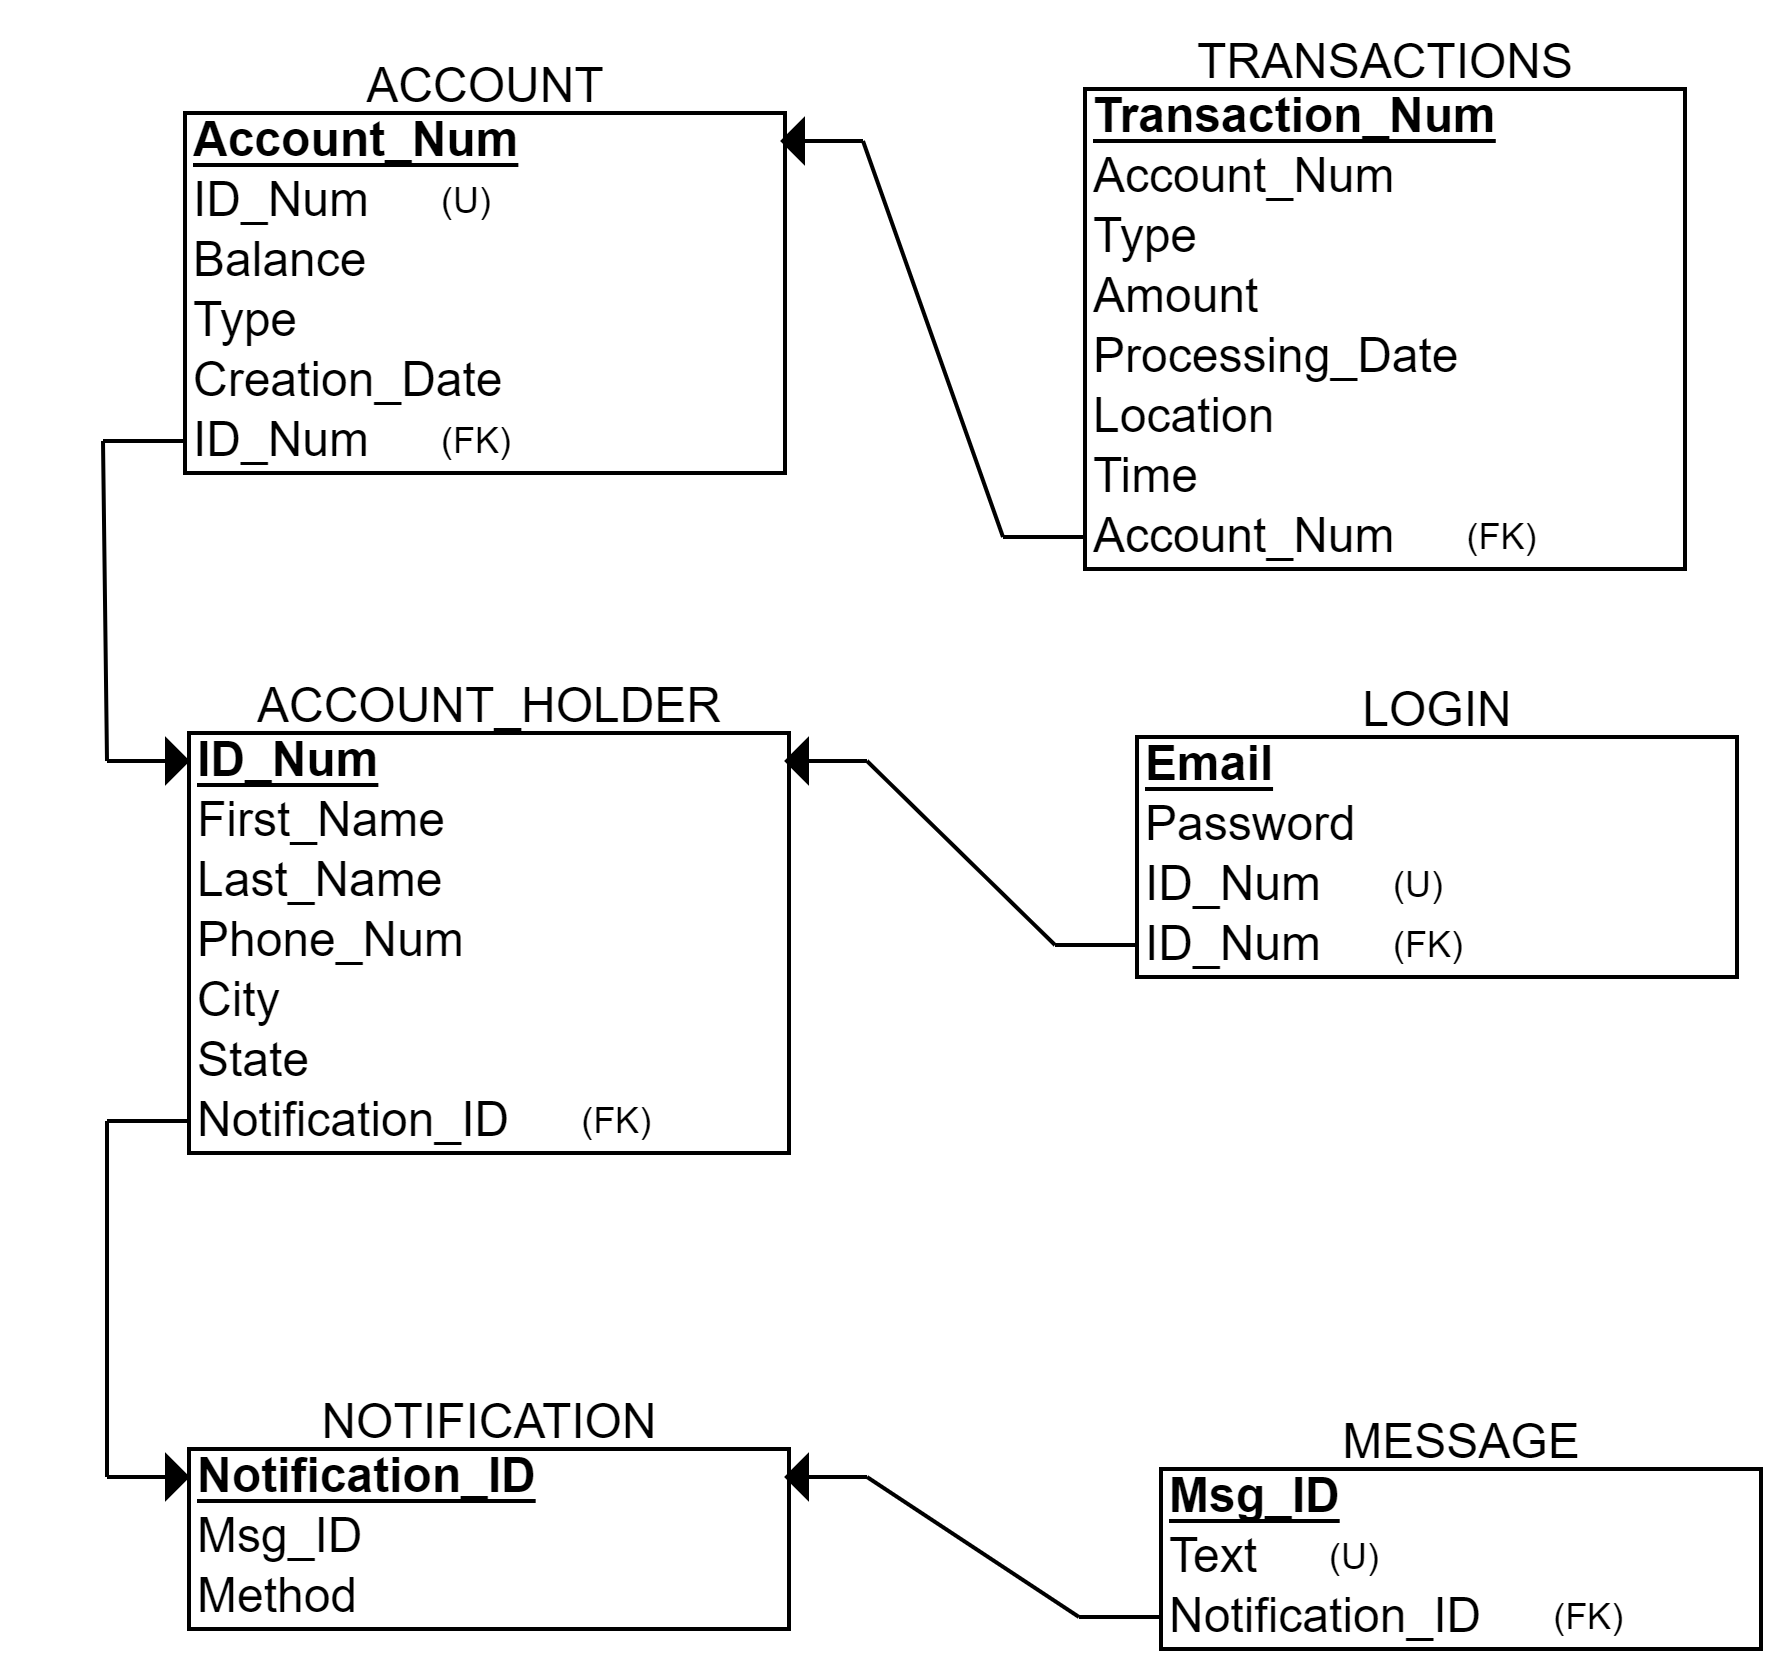 ACCOUNT
Account_Num
ID_Num (U)
Balance
Type
Creation_Date
ID_Num (FK)
TRANSACTIONS
Transaction_Num
Account_Num
Type
Amount
Processing_Date
Location
Time
Account_Num (FK)
ACCOUNT_HOLDER
ID_Num
First_Name
Last_Name
Phone_Num
City
State
Notification_ID (FK)
LOGIN
Email
Password
ID_Num (U)
ID_Num (FK)
NOTIFICATION
Notification_ID
Msg_ID
Method
MESSAGE
Msg_ID
Text (U)
Notification_ID (FK)